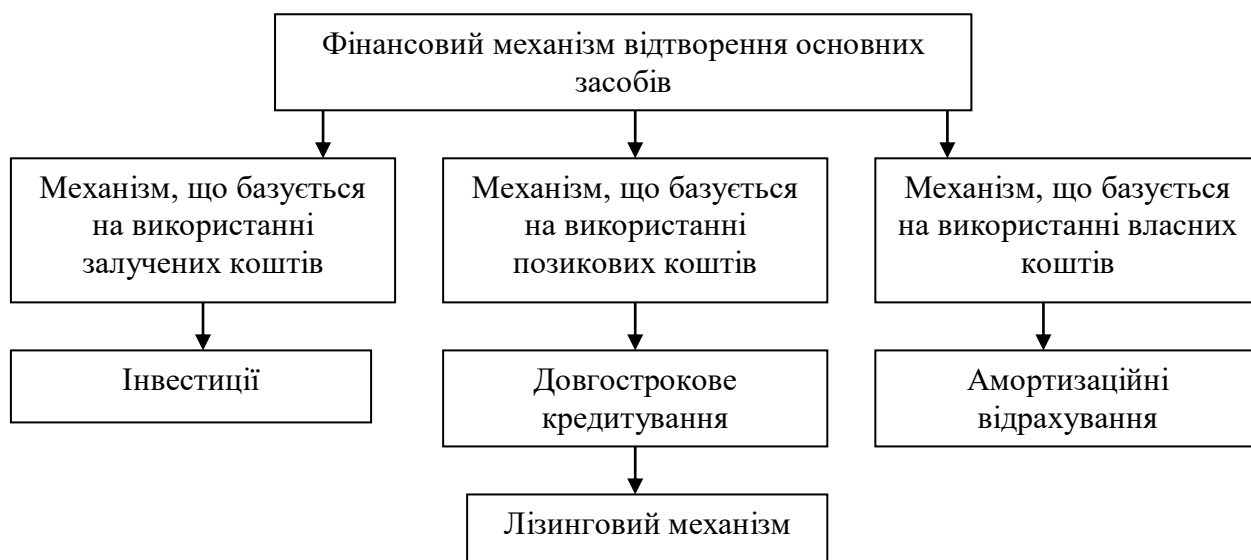 Фінансовий механізм відтворення основних
засобів
Механізм, що базується
на використанні
залучених коштів
Механізм, що базується
на використанні
позикових коштів
Механізм, що базується
на використанні власних
коштів
Інвестиції
Довгострокове
кредитування
Амортизаційні
відрахування
Лізинговий механізм